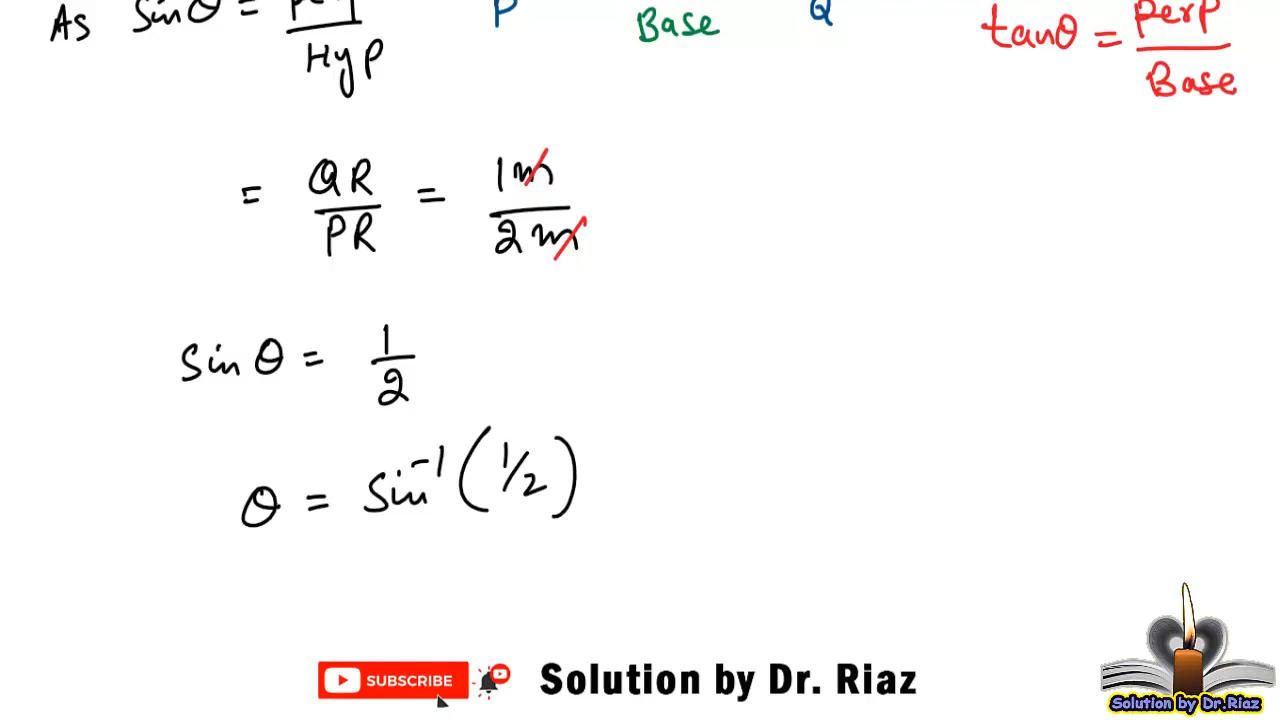 As sinθ = Perp/Hyp
P
Base
Q
tanθ = perp/Base
= QR/PR = 1m/2m
sin θ = 1/2
θ = sin⁻¹(1/2)
SUBSCRIBE
Solution by Dr. Riaz
Solution by Dr.Riaz